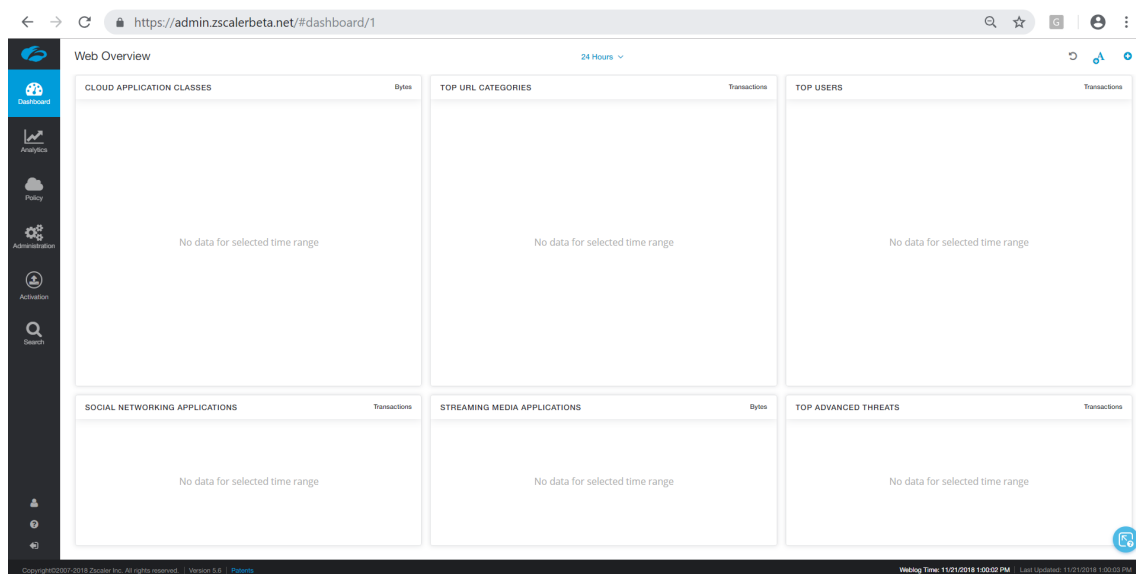 https://admin.zscalerbeta.net/#dashboard/1
G
Web Overview
24 Hours
A
Dashboard
Analytics
Policy
Administration
Activation
Search
CLOUD APPLICATION CLASSES Bytes
No data for selected time range
TOP URL CATEGORIES Transactions
No data for selected time range
TOP USERS Transactions
No data for selected time range
SOCIAL NETWORKING APPLICATIONS Transactions
No data for selected time range
STREAMING MEDIA APPLICATIONS Bytes
No data for selected time range
TOP ADVANCED THREATS Transactions
No data for selected time range
Copyright©2007-2018 Zscaler Inc. All rights reserved. | Version 5.6 | Patents
Weblog Time: 11/21/2018 1:00:02 PM | Last Updated: 11/21/2018 1:00:03 PM